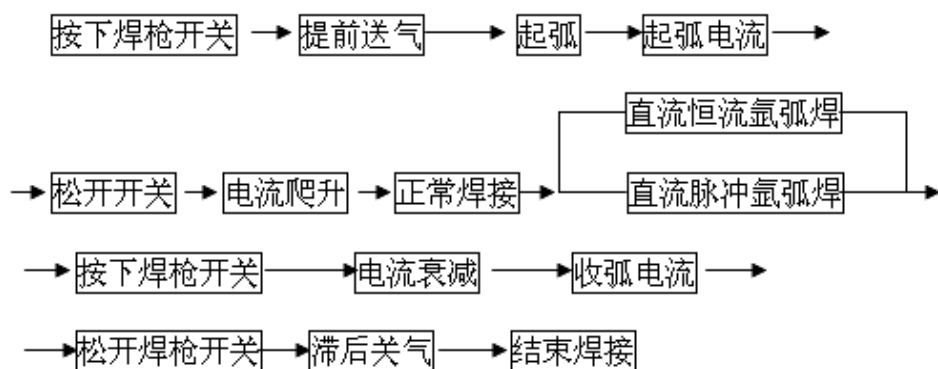 按下焊枪开关 提前送气 起弧 起弧电流
直流恒流氩弧焊
松开开关 电流爬升 正常焊接 直流脉冲氩弧焊
按下焊枪开关 电流衰减 收弧电流
松开焊枪开关 滞后关气 结束焊接